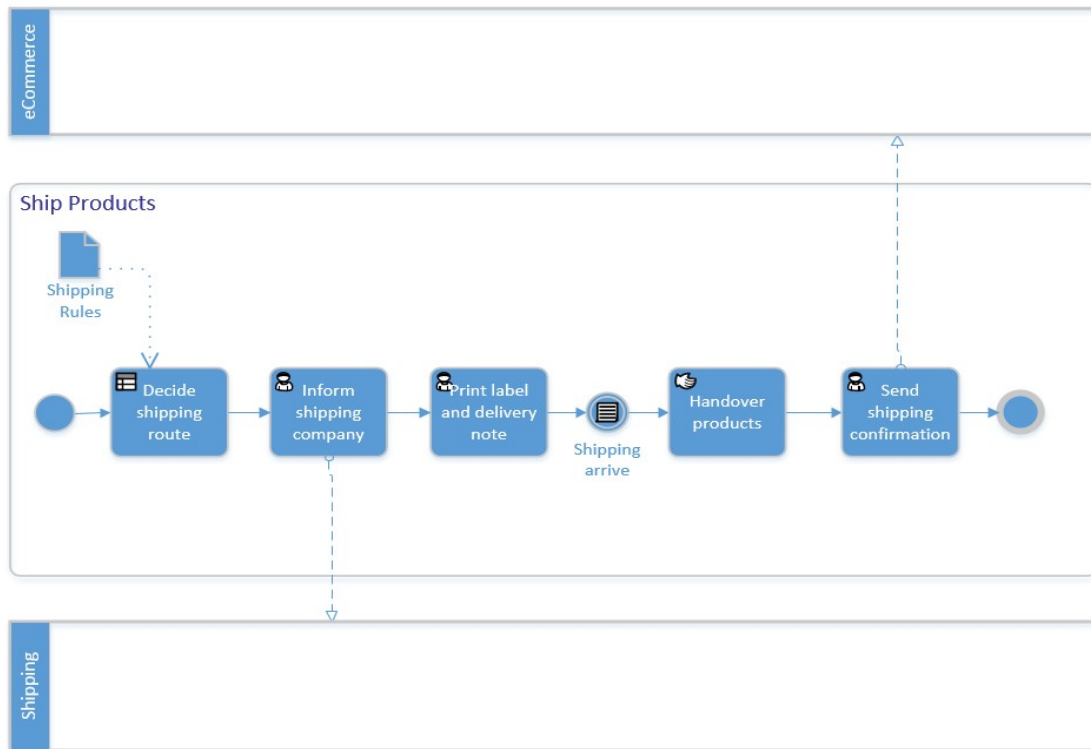 eCommerce
Ship Products
Shipping
Rules
Decide
shipping
route
Inform
shipping
company
Print label
and delivery
note
Shipping
arrive
Handover
products
Send
shipping
confirmation
Shipping